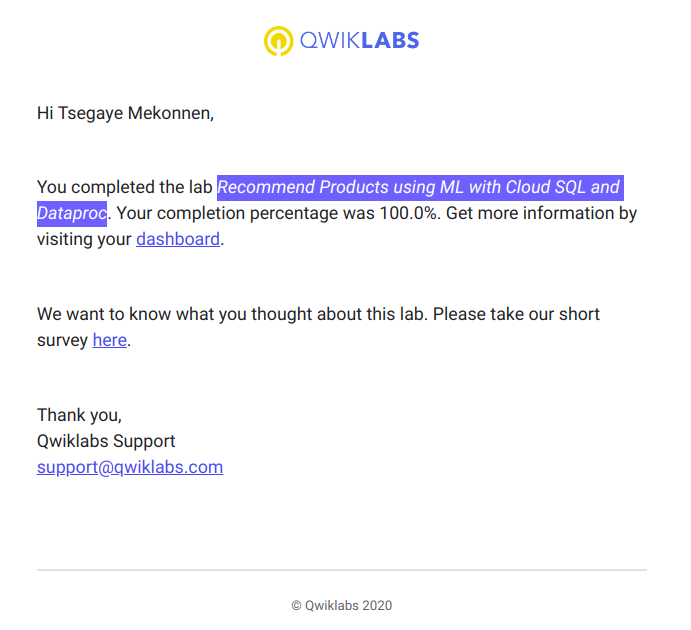 QWIKLABS
Hi Tsegaye Mekonnen,
You completed the lab Recommend Products using ML with Cloud SQL and
Dataproc. Your completion percentage was 100.0%. Get more information by
visiting your dashboard.
We want to know what you thought about this lab. Please take our short
survey here.
Thank you,
Qwiklabs Support
support@qwiklabs.com
© Qwiklabs 2020